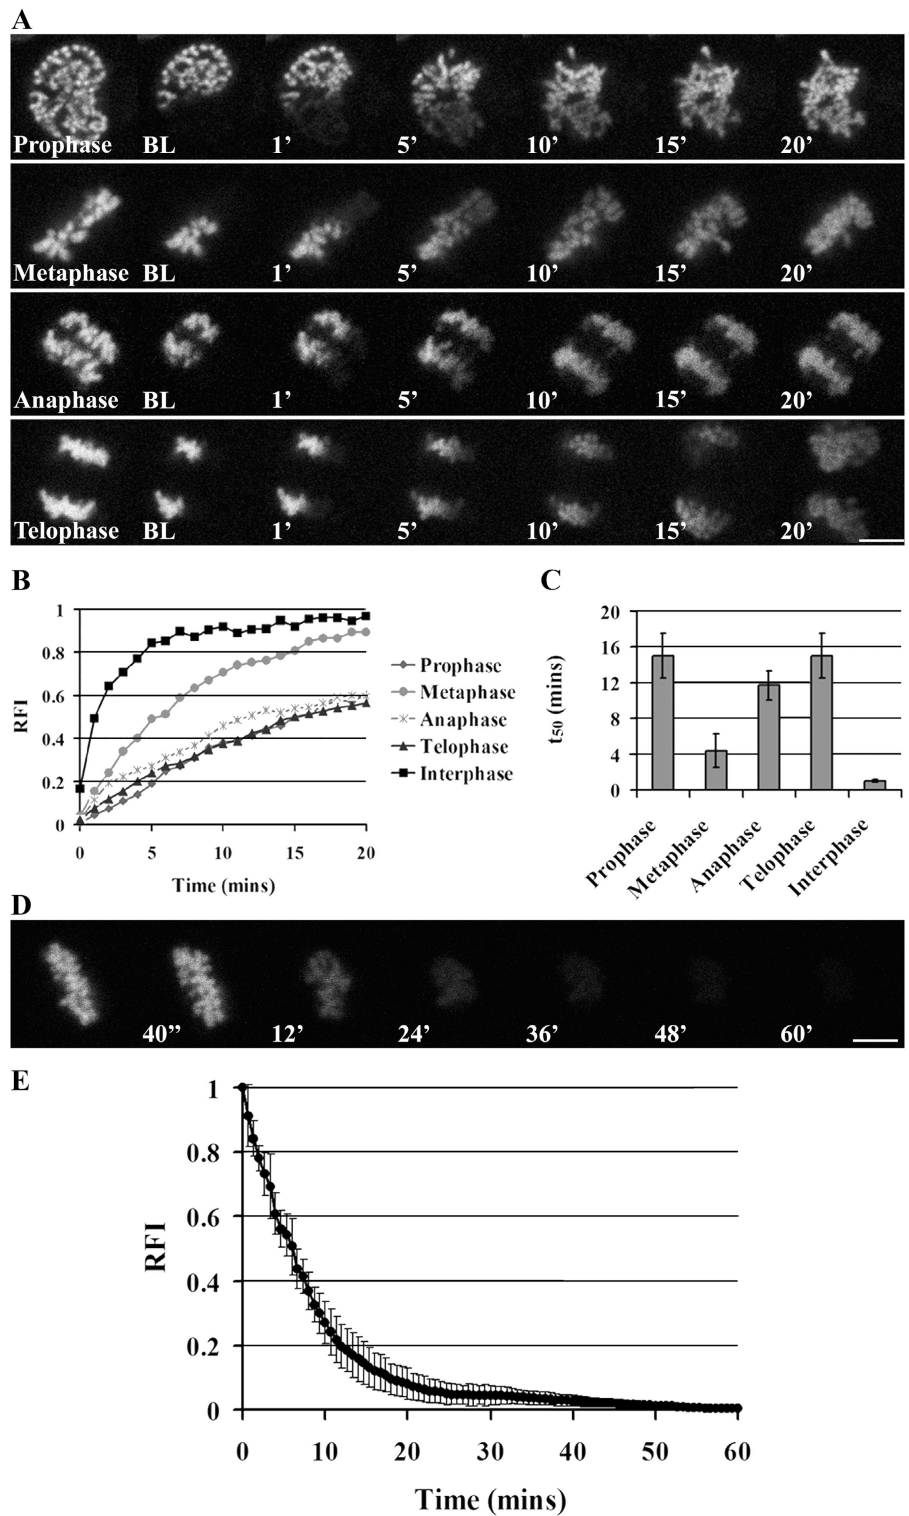 A
Prophase BL 1’ 5’ 10’ 15’ 20’
Metaphase BL 1’ 5’ 10’ 15’ 20’
Anaphase BL 1’ 5’ 10’ 15’ 20’
Telophase BL 1’ 5’ 10’ 15’ 20’
B
RFI
1
0.8
0.6
0.4
0.2
0
0 5 10 15 20
Time (mins)
Prophase
Metaphase
Anaphase
Telophase
Interphase
C
t50 (mins)
20
16
12
8
4
0
Prophase
Metaphase
Anaphase
Telophase
Interphase
D
40” 12’ 24’ 36’ 48’ 60’
E
RFI
1
0.8
0.6
0.4
0.2
0
0 10 20 30 40 50 60
Time (mins)